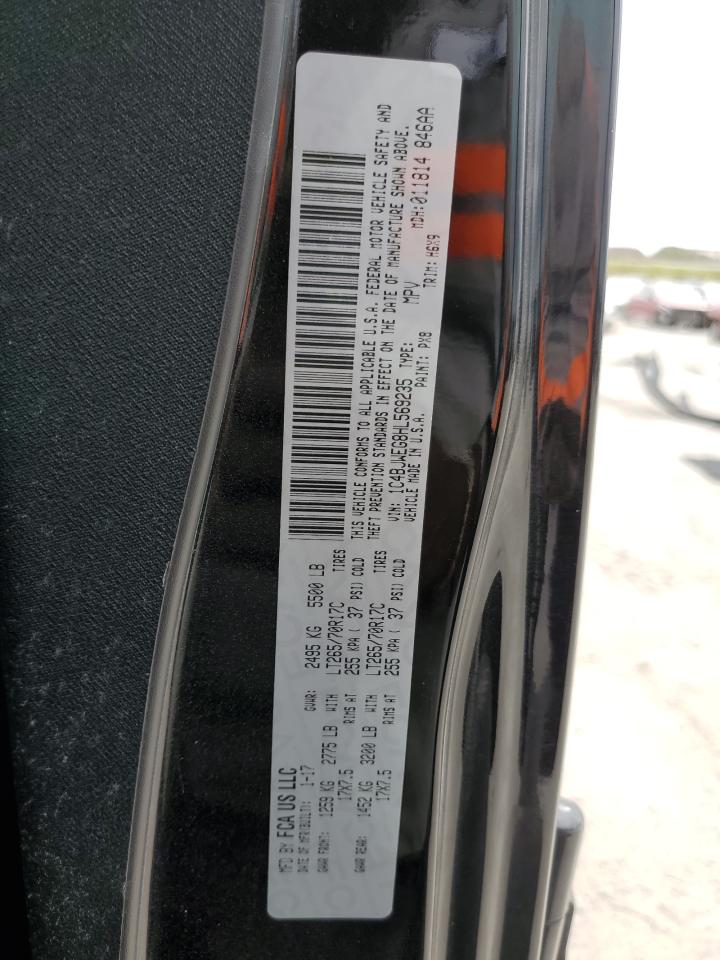 MFD BY FCA US LLC
DATE OF MFR(BUILT): 1-17
GVWR: 2495 KG 5500 LB
GAWR FRONT: 1259 KG 2775 LB WITH LT265/70R17C TIRES
17X7.5 RIMS AT 255 KPA ( 37 PSI) COLD
GAWR REAR: 1452 KG 3200 LB WITH LT265/70R17C TIRES
17X7.5 RIMS AT 255 KPA ( 37 PSI) COLD
THIS VEHICLE CONFORMS TO ALL APPLICABLE U.S.A. FEDERAL MOTOR VEHICLE SAFETY AND
THEFT PREVENTION STANDARDS IN EFFECT ON THE DATE OF MANUFACTURE SHOWN ABOVE.
VIN: 1C4BJWEG8HL569235 TYPE: MPV MDH:011814 846AA
VEHICLE MADE IN U.S.A. PAINT: PX8 TRIM: H6X9